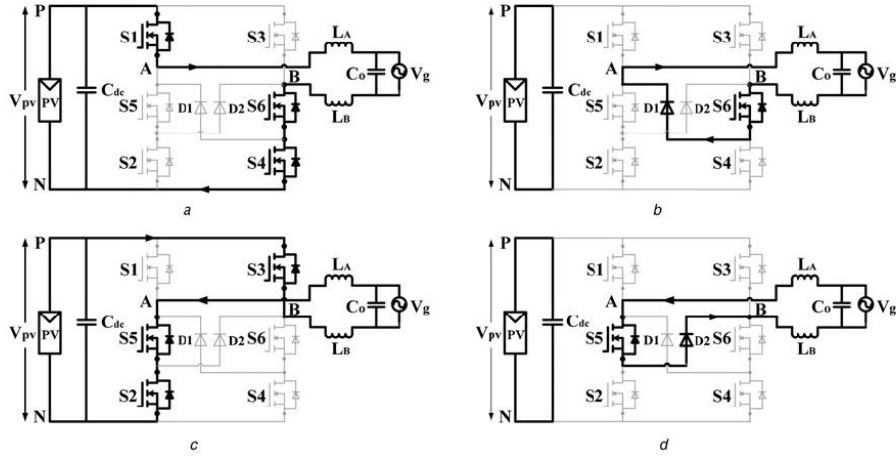 P
S1
S3
LA
A
Vpv
PV
Cdc
B
Co
Vg
S5
D1
D2
S6
LB
S2
S4
N
a
P
S1
S3
LA
A
Vpv
PV
Cdc
B
Co
Vg
S5
D1
D2
S6
LB
S2
S4
N
b
P
S1
S3
LA
A
Vpv
PV
Cdc
B
Co
Vg
S5
D1
D2
S6
LB
S2
S4
N
c
P
S1
S3
LA
A
Vpv
PV
Cdc
B
Co
Vg
S5
D1
D2
S6
LB
S2
S4
N
d